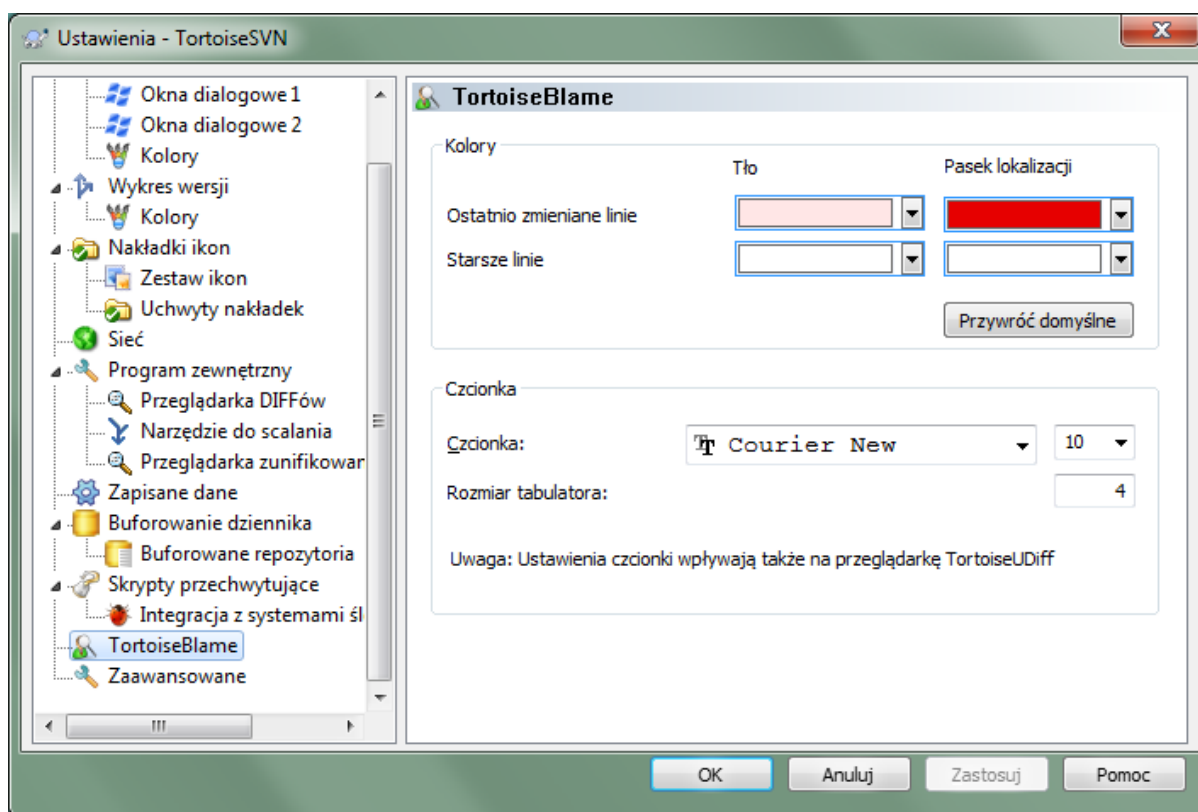 Ustawienia - TortoiseSVN
Okna dialogowe 1
Okna dialogowe 2
Kolory
Wykres wersji
Kolory
Nakładki ikon
Zestaw ikon
Uchwyty nakładek
Sieć
Program zewnętrzny
Przeglądarka DIFFów
Narzędzie do scalania
Przeglądarka zunifikowar
Zapisane dane
Buforowanie dziennika
Buforowane repozytoria
Skrypty przechwytujące
Integracja z systemami śl
TortoiseBlame
Zaawansowane
TortoiseBlame
Kolory
Tło Pasek lokalizacji
Ostatnio zmieniane linie
Starsze linie
Przywróć domyślne
Czcionka
Czcionka: Courier New 10
Rozmiar tabulatora: 4
Uwaga: Ustawienia czcionki wpływają także na przeglądarkę TortoiseUDiff
OK Anuluj Zastosuj Pomoc